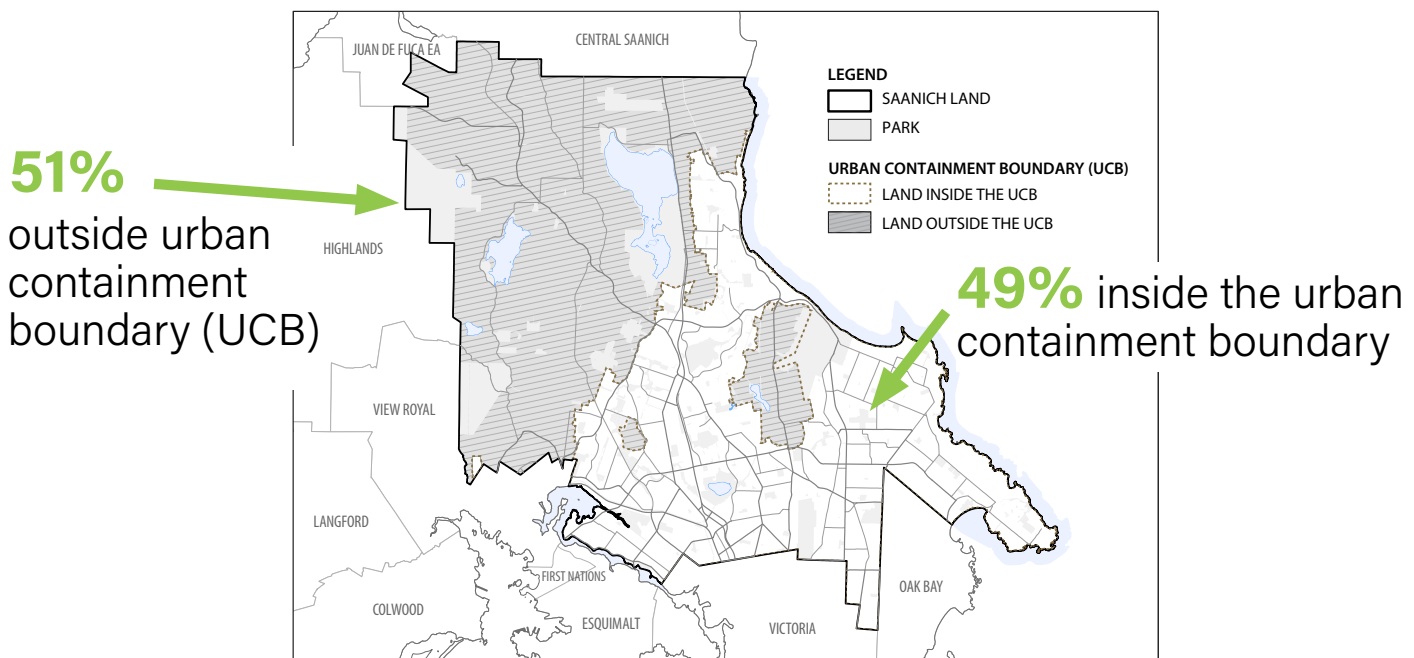 51%
outside urban
containment
boundary (UCB)
JUAN DE FUCA EA
CENTRAL SAANICH
HIGHLANDS
VIEW ROYAL
LANGFORD
COLWOOD
FIRST NATIONS
ESQUIMALT
VICTORIA
OAK BAY
LEGEND
SAANICH LAND
PARK
URBAN CONTAINMENT BOUNDARY (UCB)
LAND INSIDE THE UCB
LAND OUTSIDE THE UCB
49% inside the urban
containment boundary